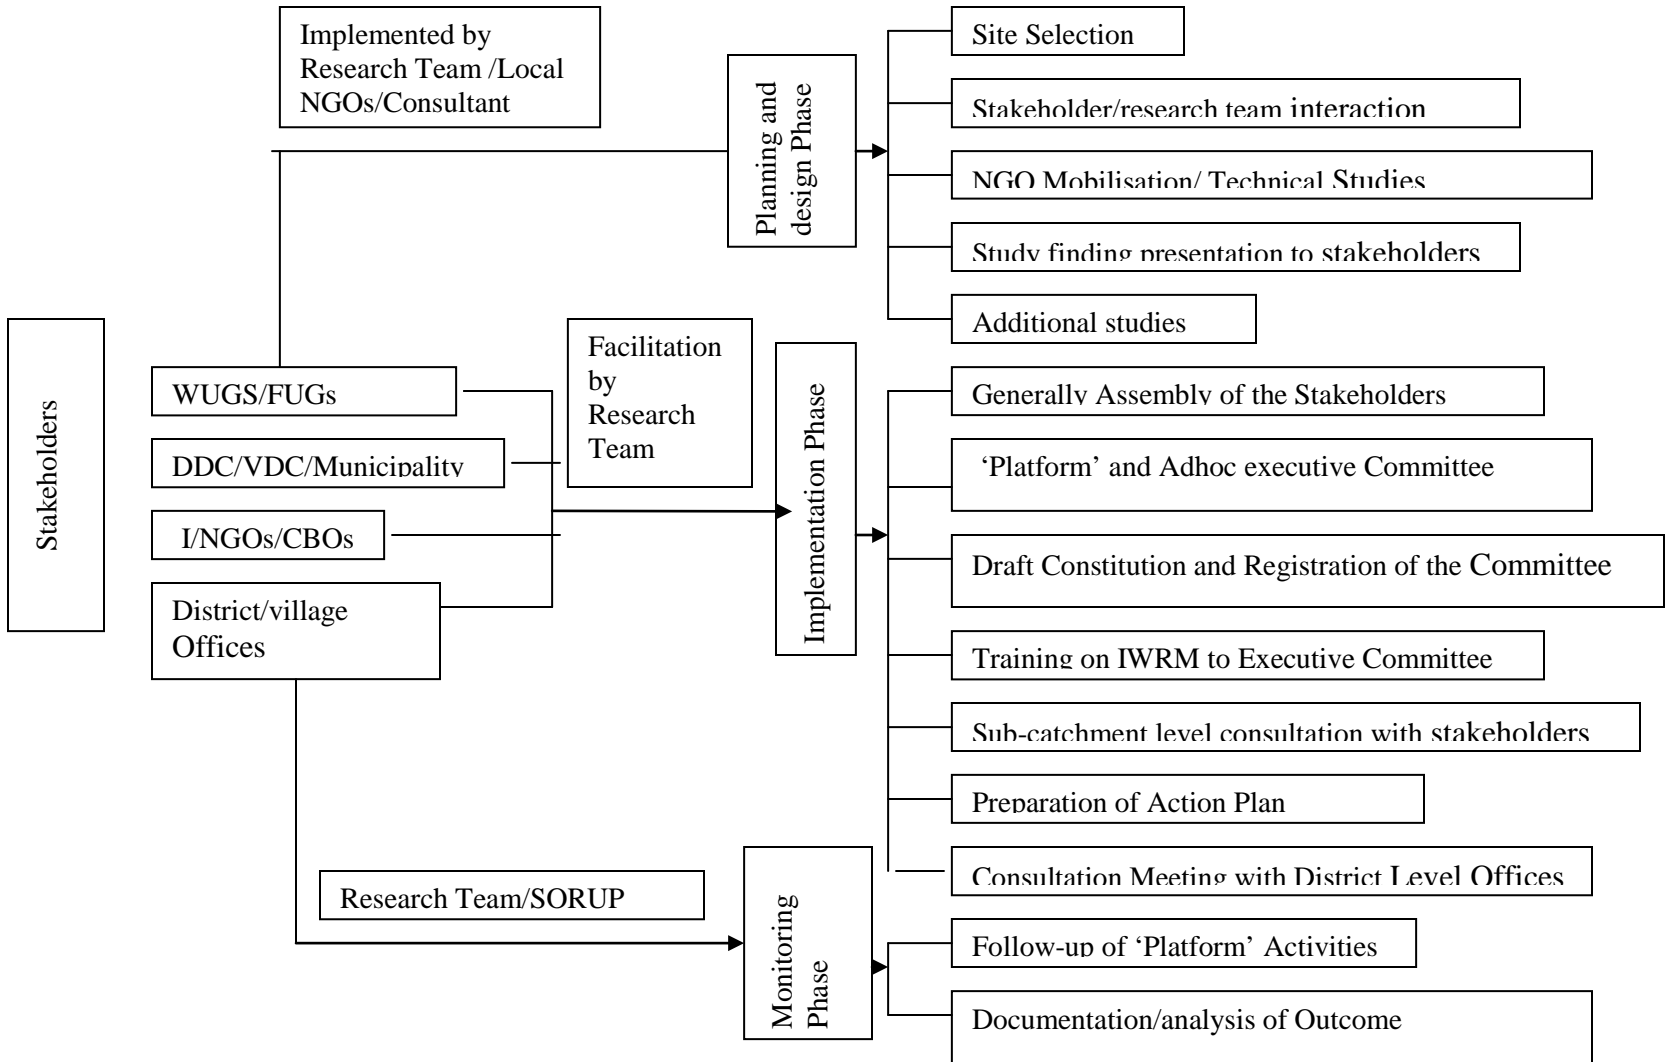 Implemented by
Research Team /Local
NGOs/Consultant
Planning and
design Phase
Site Selection
Stakeholder/research team interaction
NGO Mobilisation/ Technical Studies
Study finding presentation to stakeholders
Additional studies
Stakeholders
WUGS/FUGs
DDC/VDC/Municipality
I/NGOs/CBOs
District/village
Offices
Facilitation
by
Research
Team
Implementation Phase
Generally Assembly of the Stakeholders
‘Platform’ and Adhoc executive Committee
Draft Constitution and Registration of the Committee
Training on IWRM to Executive Committee
Sub-catchment level consultation with stakeholders
Preparation of Action Plan
Consultation Meeting with District Level Offices
Research Team/SORUP
Monitoring
Phase
Follow-up of ‘Platform’ Activities
Documentation/analysis of Outcome